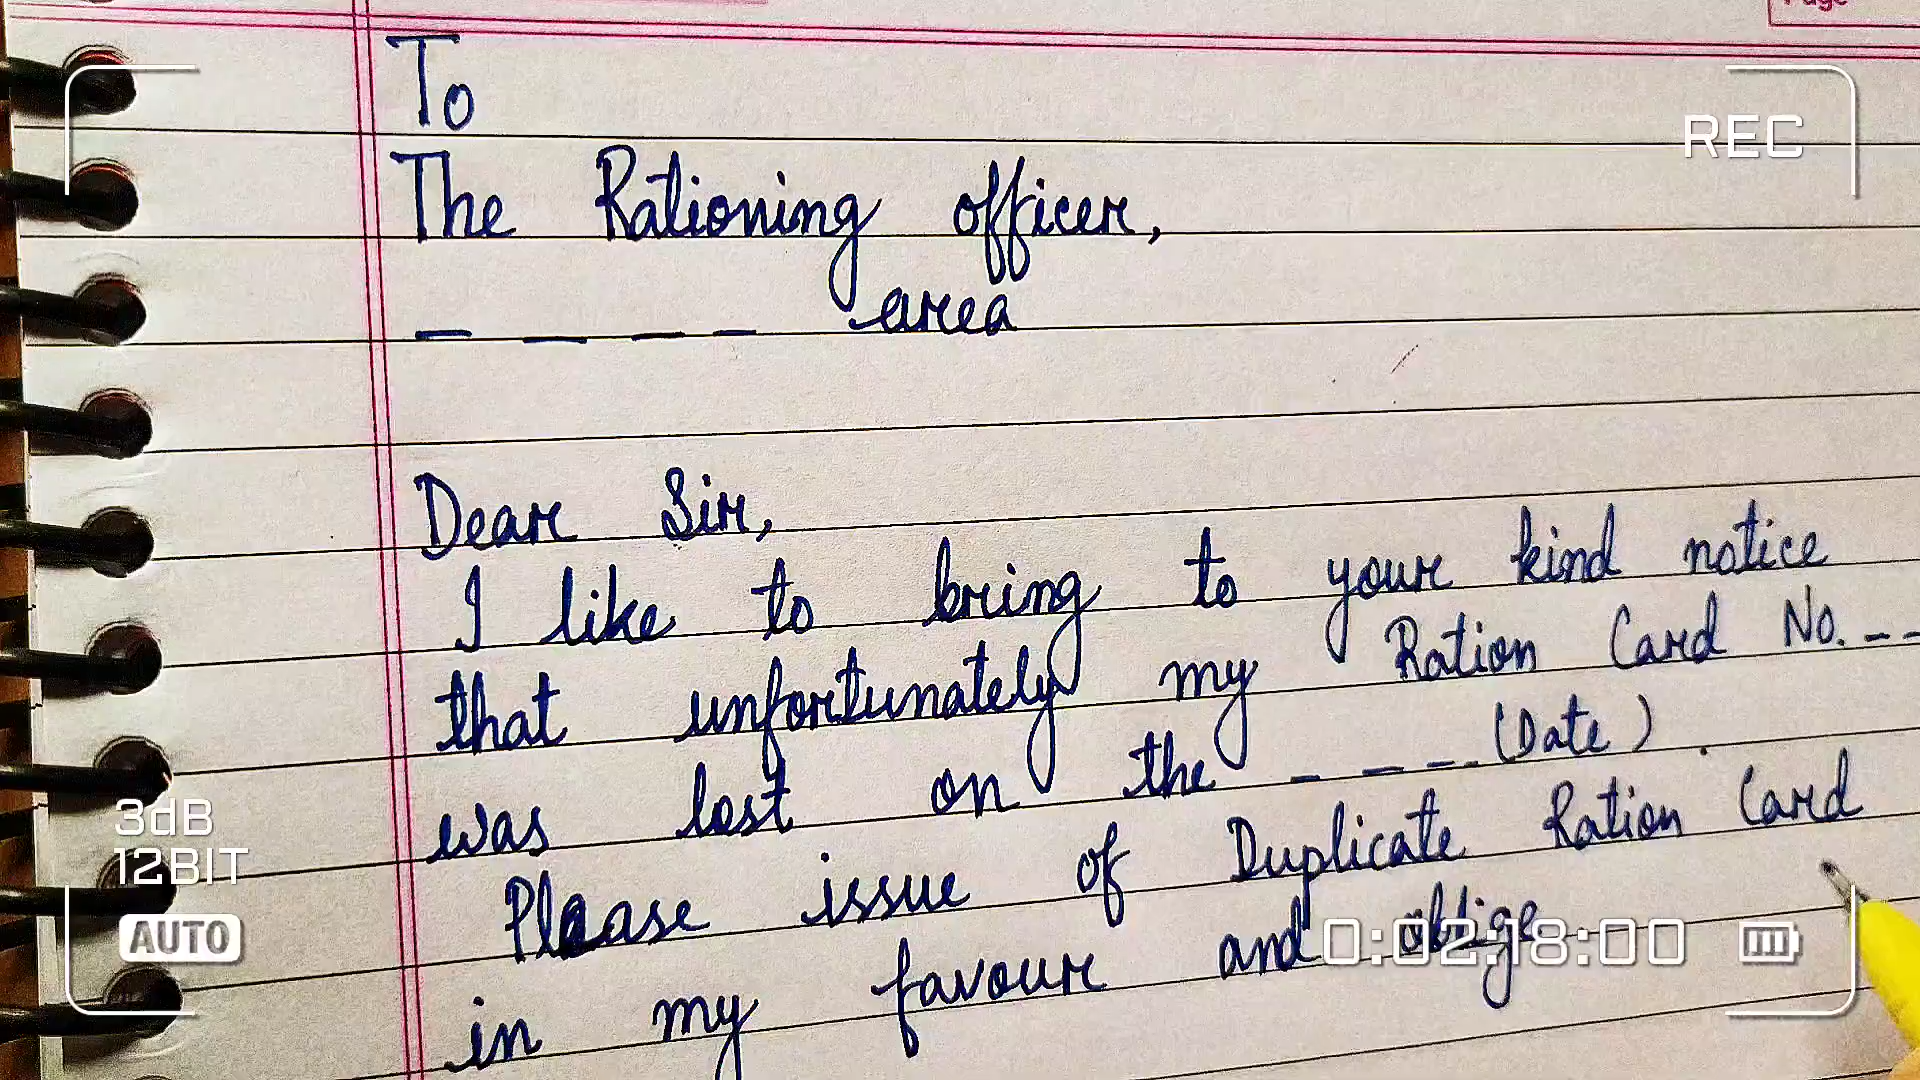 Page
REC
To
The Rationing officer,
_ _ _ _ area
Dear Sir,
I like to bring to your kind notice
that unfortunately my Ration Card No. _ _
was lost on the _ _ _ _ (Date).
Please issue of Duplicate Ration Card
in my favour and oblige
3dB
12BIT
AUTO
0:02:18:00